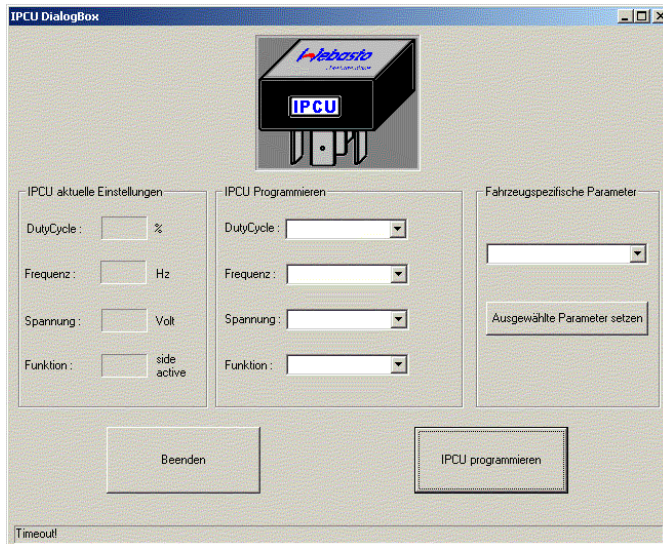 IPCU DialogBox
Webasto
IPCU
IPCU aktuelle Einstellungen
DutyCycle :
%
Frequenz :
Hz
Spannung :
Volt
Funktion :
side
active
IPCU Programmieren
DutyCycle :
Frequenz :
Spannung :
Funktion :
Fahrzeugspezifische Parameter
Ausgewählte Parameter setzen
Beenden
IPCU programmieren
Timeout!